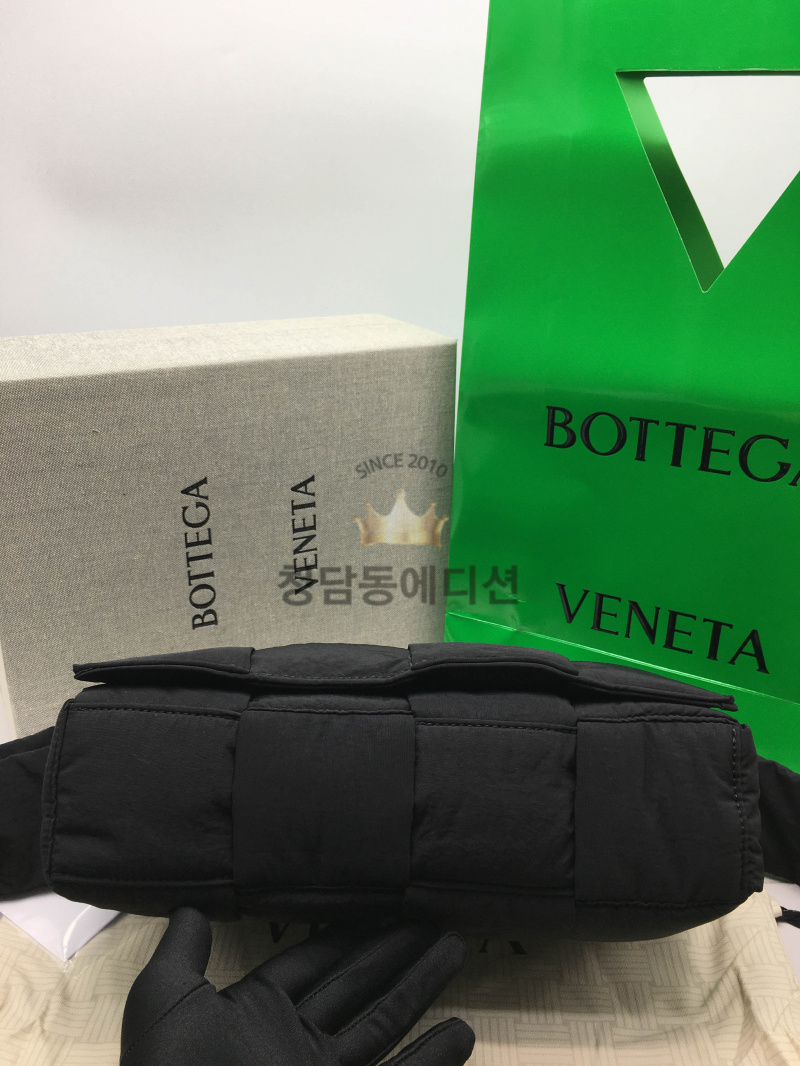 BOTTEGA
VENETA
BOTTEGA
VENETA
SINCE 2010
청담동에디션